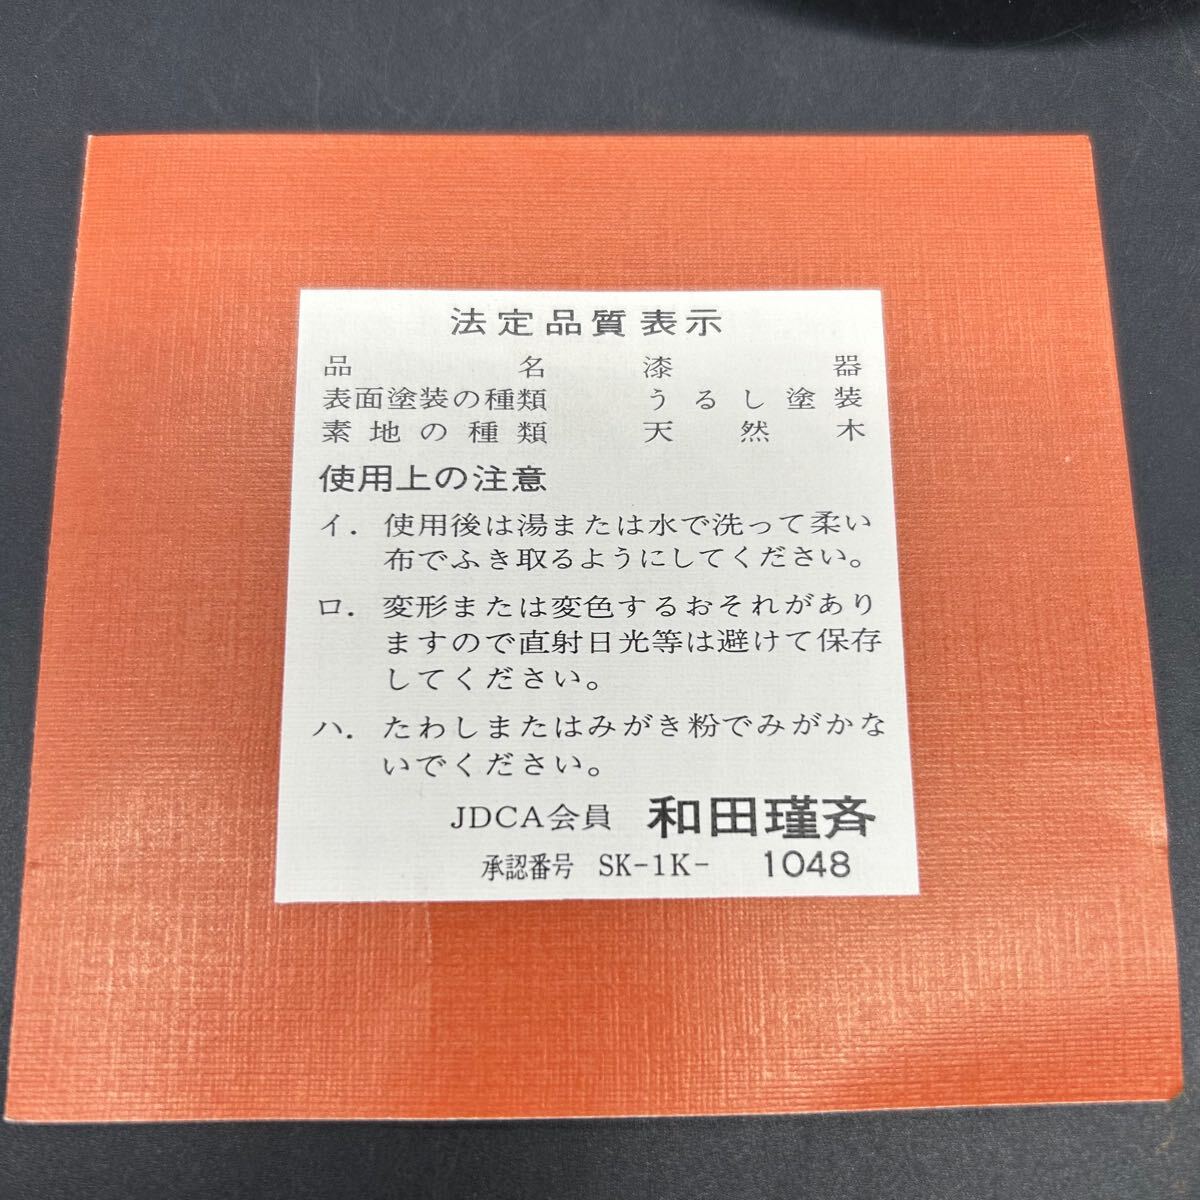 法定品質表示
品名 漆器
表面塗装の種類 うるし塗装
素地の種類 天然木
使用上の注意
イ．使用後は湯または水で洗って柔い
布でふき取るようにしてください。
ロ．変形または変色するおそれがあり
ますので直射日光等は避けて保存
してください。
ハ．たわしまたはみがき粉でみがかな
いでください。
JDCA会員 和田瑾斉
承認番号 SK-1K- 1048